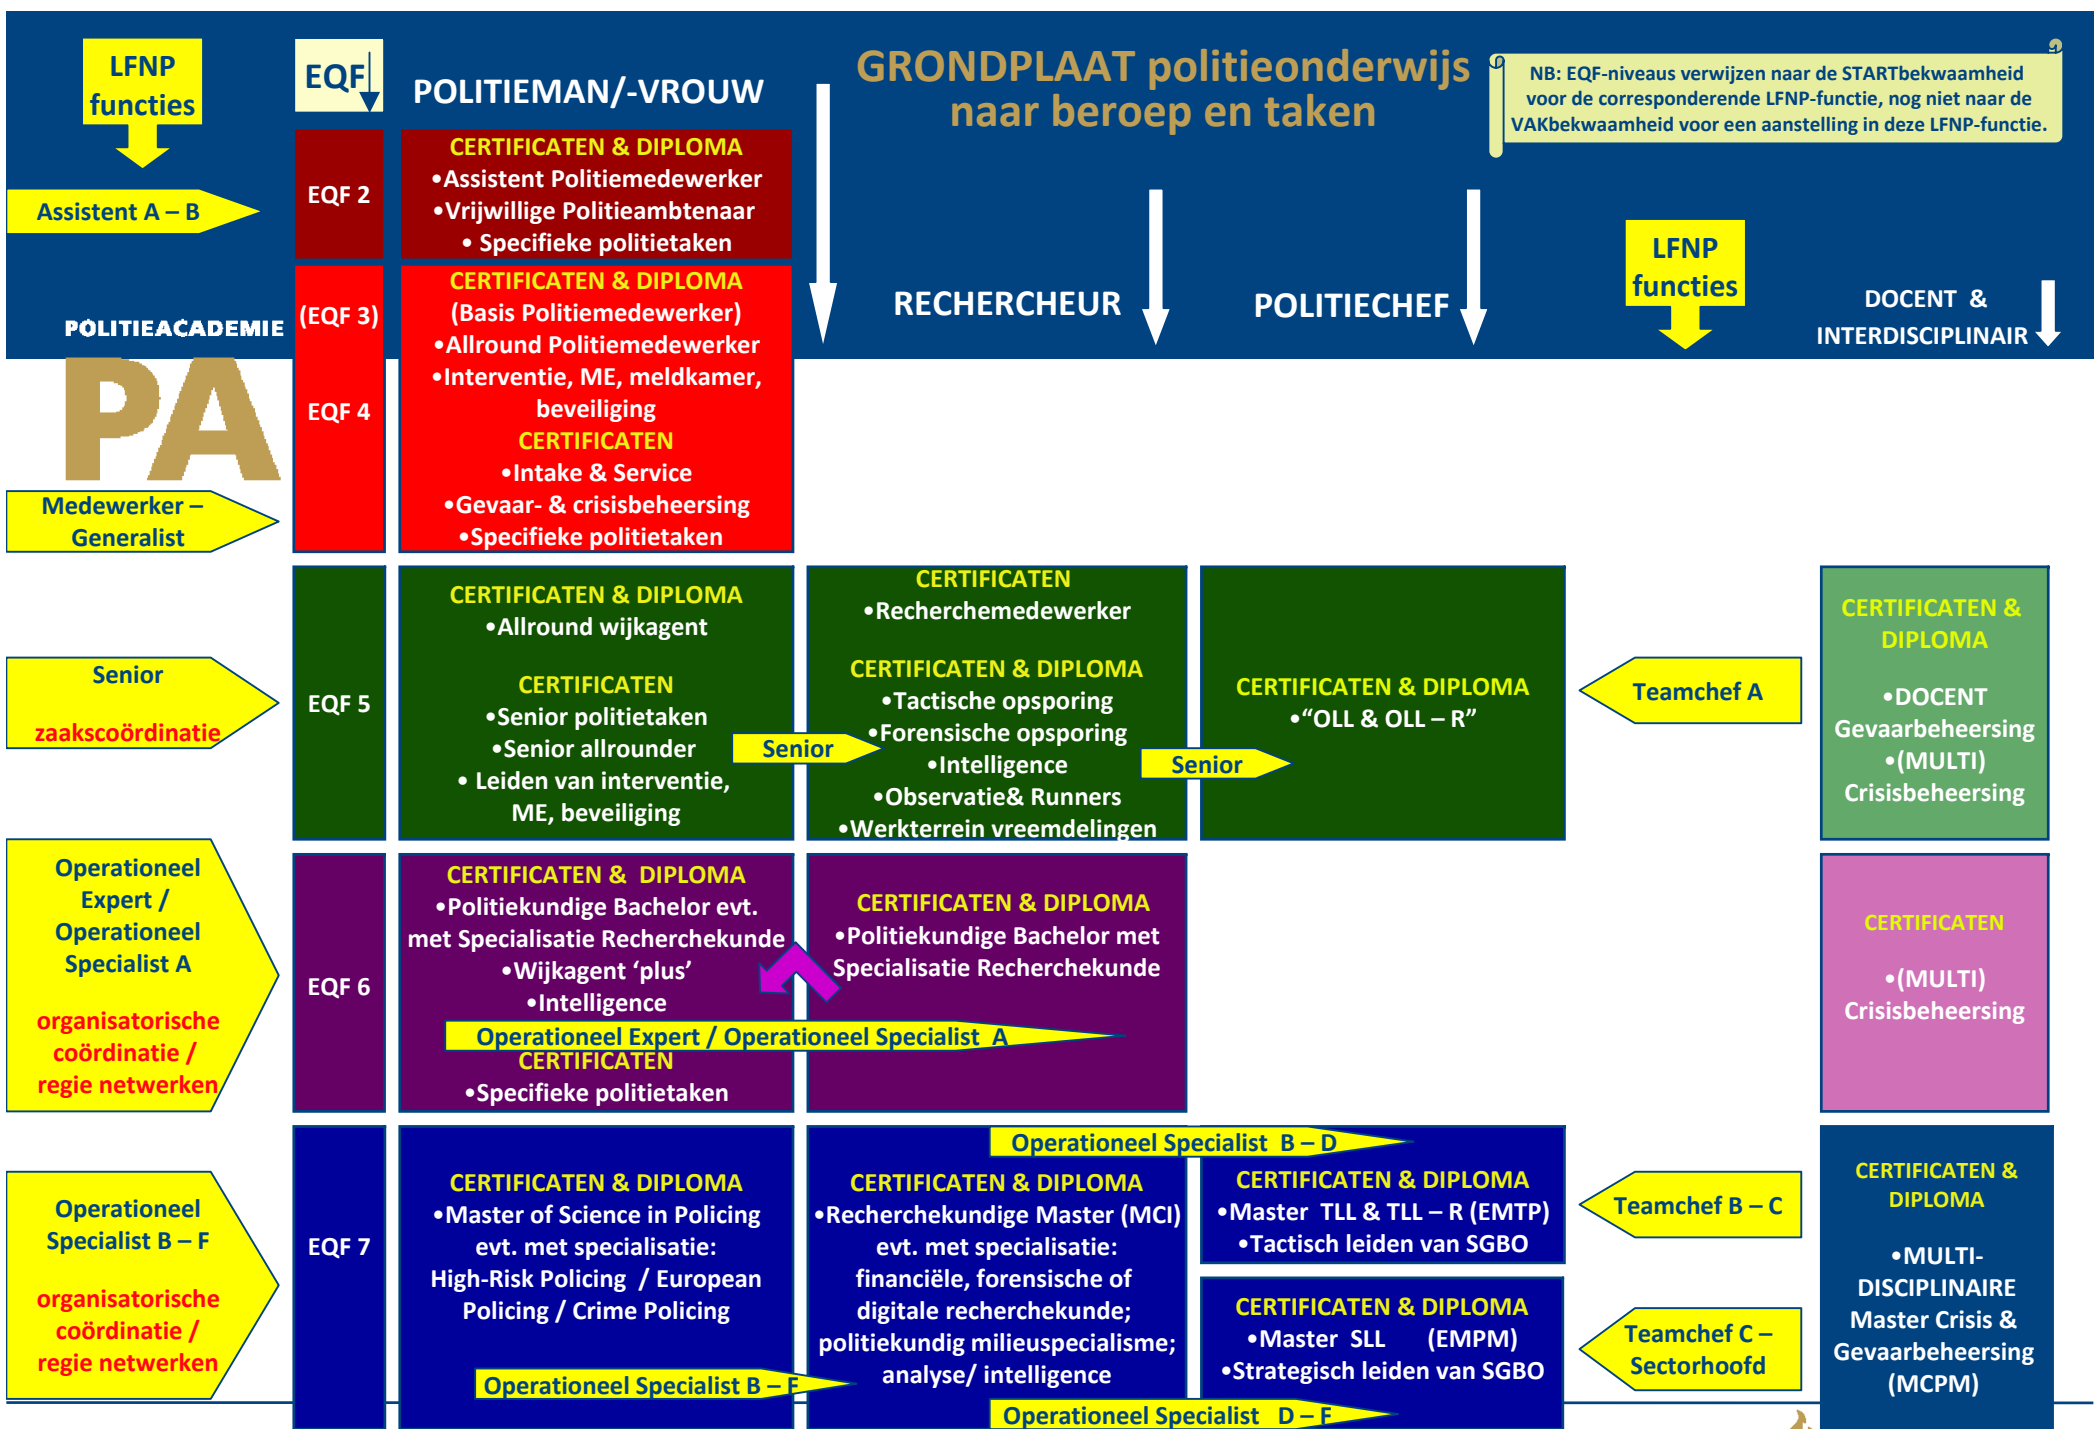 LFNP
functies
EQF
POLITIEMAN/-VROUW
GRONDPLAAT politieonderwijs
naar beroep en taken
NB: EQF-niveaus verwijzen naar de STARTbekwaamheid
voor de corresponderende LFNP-functie, nog niet naar de
VAKbekwaamheid voor een aanstelling in deze LFNP-functie.
Assistent A – B
EQF 2
CERTIFICATEN & DIPLOMA
•Assistent Politiemedewerker
•Vrijwillige Politieambtenaar
• Specifieke politietaken
RECHERCHEUR
POLITIECHEF
LFNP
functies
DOCENT &
INTERDISCIPLINAIR
POLITIEACADEMIE
PA
(EQF 3)
EQF 4
CERTIFICATEN & DIPLOMA
(Basis Politiemedewerker)
•Allround Politiemedewerker
•Interventie, ME, meldkamer,
beveiliging
CERTIFICATEN
•Intake & Service
•Gevaar- & crisisbeheersing
•Specifieke politietaken
Medewerker –
Generalist
Senior
zaakscoördinatie
EQF 5
CERTIFICATEN & DIPLOMA
•Allround wijkagent
CERTIFICATEN
•Senior politietaken
•Senior allrounder
• Leiden van interventie,
ME, beveiliging
Senior
CERTIFICATEN
•Recherchemedewerker
CERTIFICATEN & DIPLOMA
•Tactische opsporing
•Forensische opsporing
•Intelligence
•Observatie& Runners
•Werkterrein vreemdelingen
Senior
CERTIFICATEN & DIPLOMA
•“OLL & OLL – R”
Teamchef A
CERTIFICATEN &
DIPLOMA
•DOCENT
Gevaarbeheersing
•(MULTI)
Crisisbeheersing
Operationeel
Expert /
Operationeel
Specialist A
organisatorische
coördinatie /
regie netwerken
EQF 6
CERTIFICATEN & DIPLOMA
•Politiekundige Bachelor evt.
met Specialisatie Recherchekunde
•Wijkagent ‘plus’
•Intelligence
Operationeel Expert / Operationeel Specialist A
CERTIFICATEN
•Specifieke politietaken
CERTIFICATEN & DIPLOMA
•Politiekundige Bachelor met
Specialisatie Recherchekunde
CERTIFICATEN
•(MULTI)
Crisisbeheersing
Operationeel
Specialist B – F
organisatorische
coördinatie /
regie netwerken
EQF 7
CERTIFICATEN & DIPLOMA
•Master of Science in Policing
evt. met specialisatie:
High-Risk Policing / European
Policing / Crime Policing
Operationeel Specialist B – F
Operationeel Specialist B – D
CERTIFICATEN & DIPLOMA
•Recherchekundige Master (MCI)
evt. met specialisatie:
financiële, forensische of
digitale recherchekunde;
politiekundig milieuspecialisme;
analyse/ intelligence
Operationeel Specialist D – F
CERTIFICATEN & DIPLOMA
•Master TLL & TLL – R (EMTP)
•Tactisch leiden van SGBO
CERTIFICATEN & DIPLOMA
•Master SLL (EMPM)
•Strategisch leiden van SGBO
Teamchef B – C
Teamchef C –
Sectorhoofd
CERTIFICATEN &
DIPLOMA
•MULTI-
DISCIPLINAIRE
Master Crisis &
Gevaarbeheersing
(MCPM)